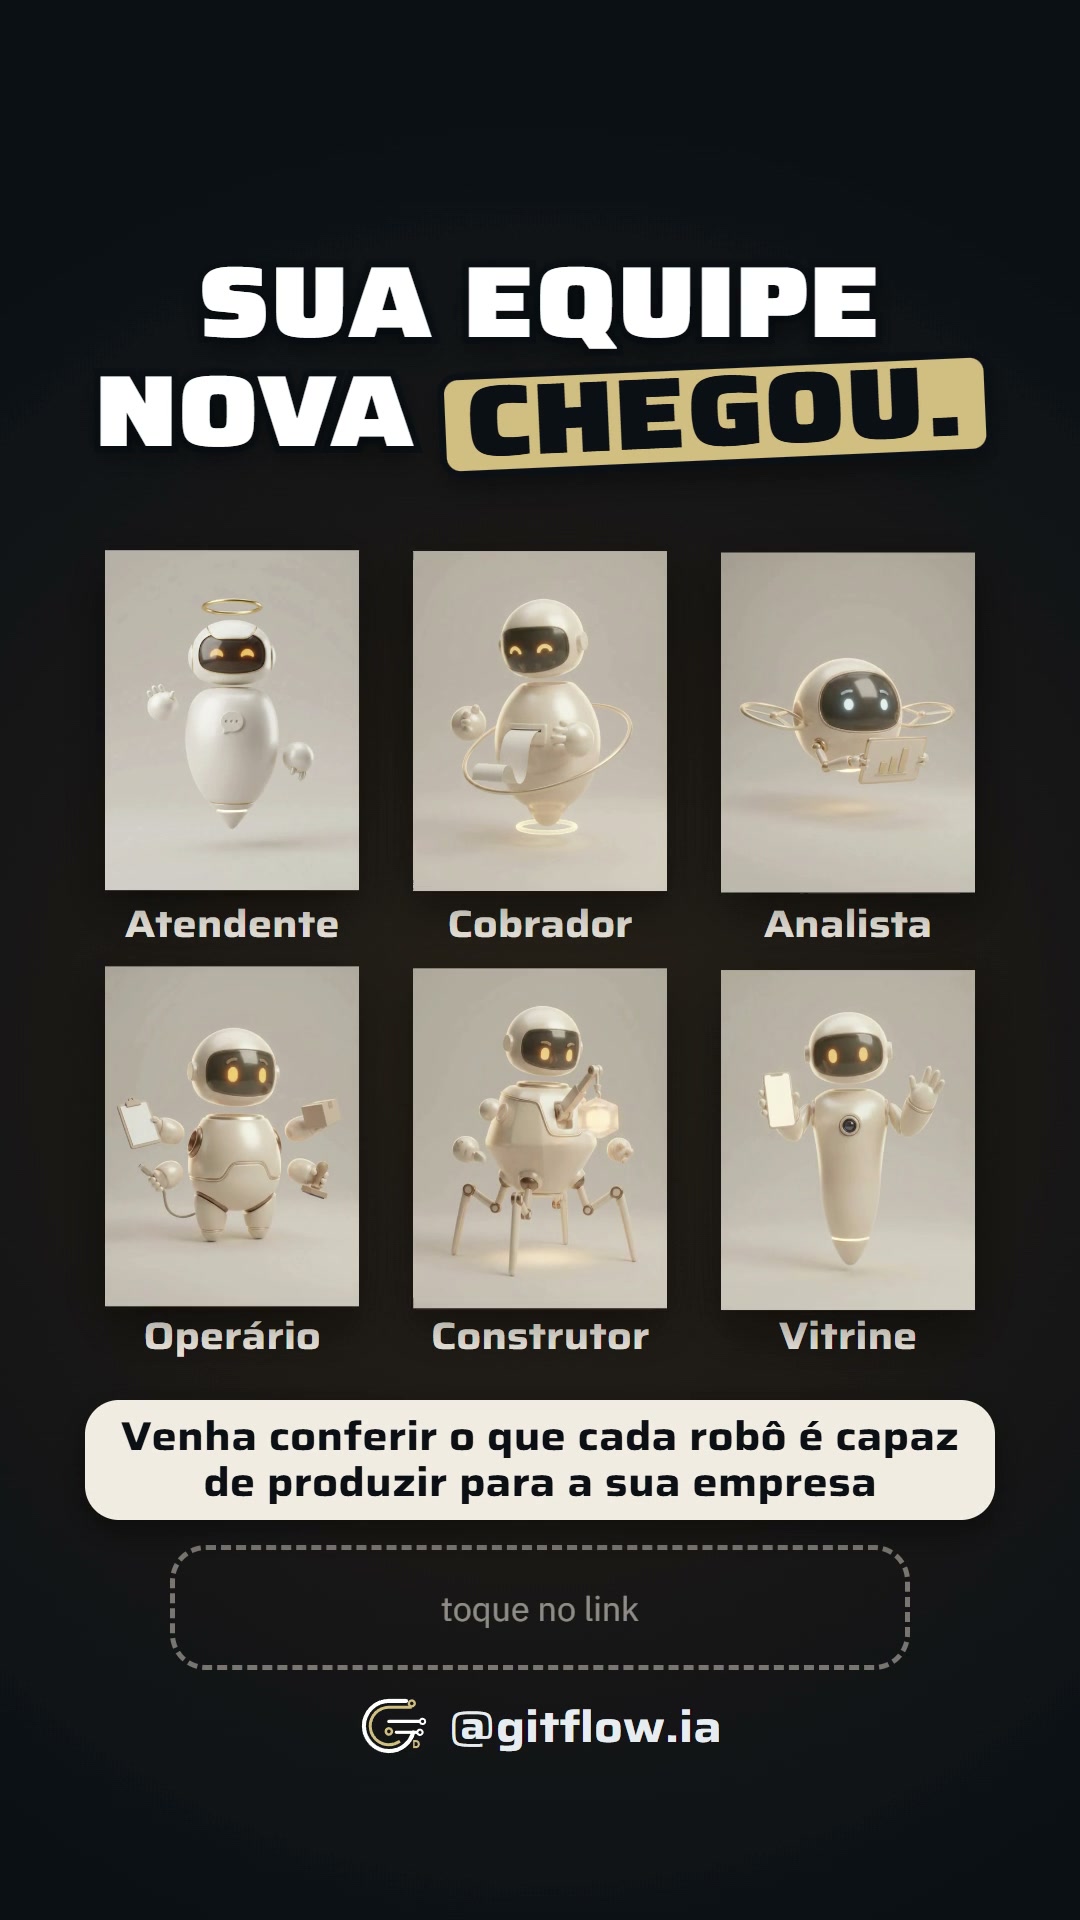 SUA EQUIPE
NOVA CHEGOU.
Atendente
Cobrador
Analista
Operário
Construtor
Vitrine
Venha conferir o que cada robô é capaz
de produzir para a sua empresa
toque no link
@gitflow.ia